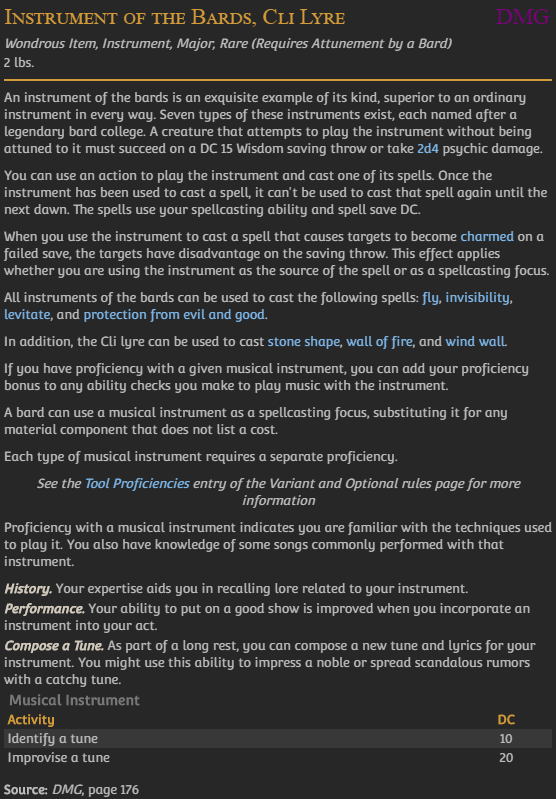 Instrument of the Bards, Cli Lyre DMG
Wondrous Item, Instrument, Major, Rare (Requires Attunement by a Bard)
2 lbs.
An instrument of the bards is an exquisite example of its kind, superior to an ordinary
instrument in every way. Seven types of these instruments exist, each named after a
legendary bard college. A creature that attempts to play the instrument without being
attuned to it must succeed on a DC 15 Wisdom saving throw or take 2d4 psychic damage.
You can use an action to play the instrument and cast one of its spells. Once the
instrument has been used to cast a spell, it can't be used to cast that spell again until the
next dawn. The spells use your spellcasting ability and spell save DC.
When you use the instrument to cast a spell that causes targets to become charmed on a
failed save, the targets have disadvantage on the saving throw. This effect applies
whether you are using the instrument as the source of the spell or as a spellcasting focus.
All instruments of the bards can be used to cast the following spells: fly, invisibility,
levitate, and protection from evil and good.
In addition, the Cli lyre can be used to cast stone shape, wall of fire, and wind wall.
If you have proficiency with a given musical instrument, you can add your proficiency
bonus to any ability checks you make to play music with the instrument.
A bard can use a musical instrument as a spellcasting focus, substituting it for any
material component that does not list a cost.
Each type of musical instrument requires a separate proficiency.
See the Tool Proficiencies entry of the Variant and Optional rules page for more
information
Proficiency with a musical instrument indicates you are familiar with the techniques used
to play it. You also have knowledge of some songs commonly performed with that
instrument.
History. Your expertise aids you in recalling lore related to your instrument.
Performance. Your ability to put on a good show is improved when you incorporate an
instrument into your act.
Compose a Tune. As part of a long rest, you can compose a new tune and lyrics for your
instrument. You might use this ability to impress a noble or spread scandalous rumors
with a catchy tune.
Musical Instrument
Activity DC
Identify a tune 10
Improvise a tune 20
Source: DMG, page 176